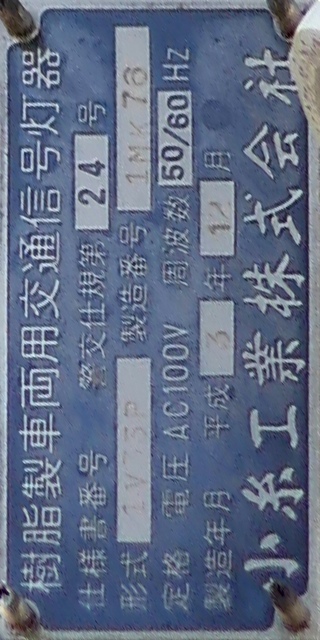 樹脂製車両用交通信号灯器
仕様書番号 警交仕規第 24 号
形式 1V33P 製造番号 1MK78
定格 電圧 AC100V 周波数 50/60 Hz
製造年月 平成 3 年 12 月
小糸工業株式会社